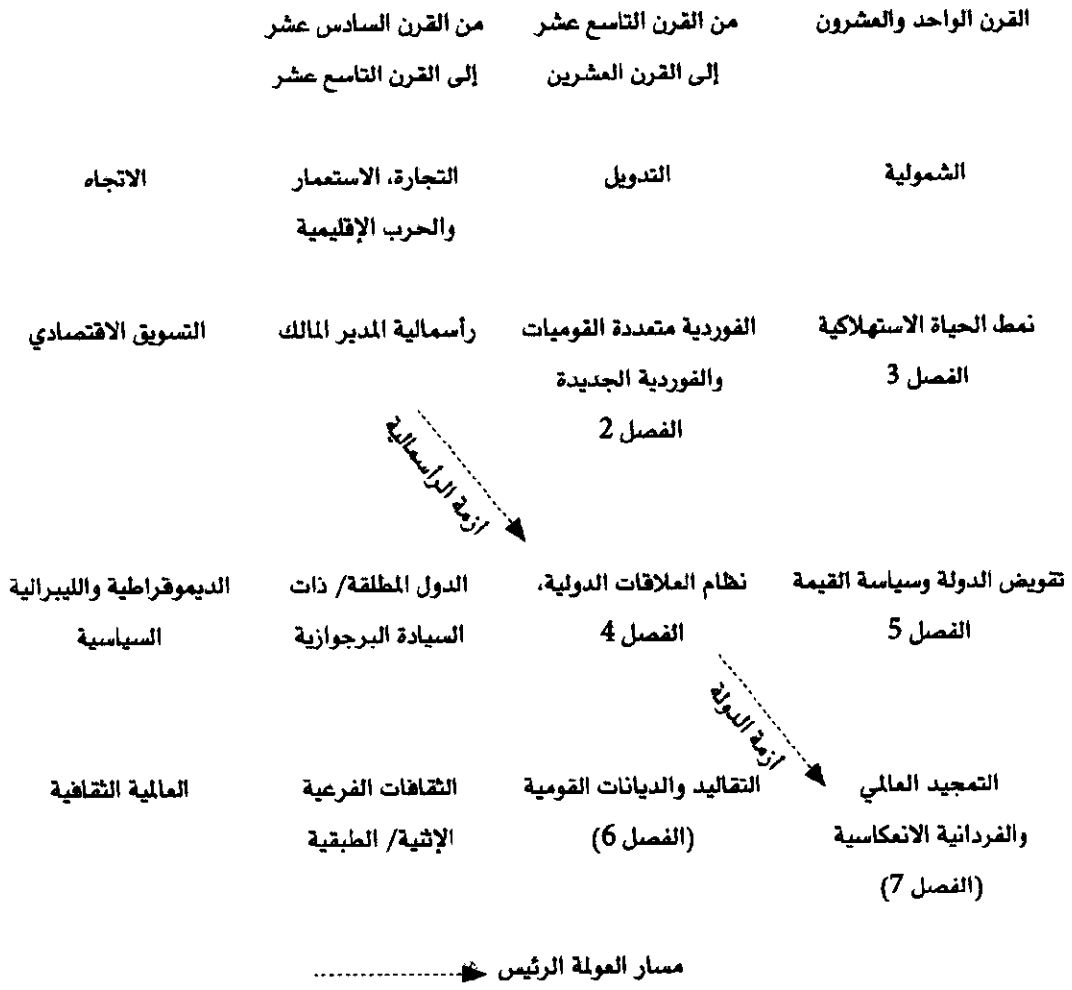 القرن الواحد والعشرون
من القرن التاسع عشر
إلى القرن العشرين
من القرن السادس عشر
إلى القرن التاسع عشر
الشمولية
التدويل
التجارة، الاستعمار
والحرب الإقليمية
الاتجاه
نمط الحياة الاستهلاكية
الفصل 3
الفوردية متعددة القوميات
والفوردية الجديدة
الفصل 2
رأسمالية المدير المالك
التسويق الاقتصادي
أزمة الرأسمالية
تقويض الدولة وسياسة القيمة
الفصل 5
نظام العلاقات الدولية،
الفصل 4
الدول المطلقة/ ذات
السيادة البرجوازية
الديموقراطية والليبرالية
السياسية
أزمة الدولة
التمجيد العالمي
والفردانية الانعكاسية
(الفصل 7)
التقاليد والديانات القومية
(الفصل 6)
الثقافات الفرعية
الإثنية/ الطبقية
العالمية الثقافية
مسار العولمة الرئيس